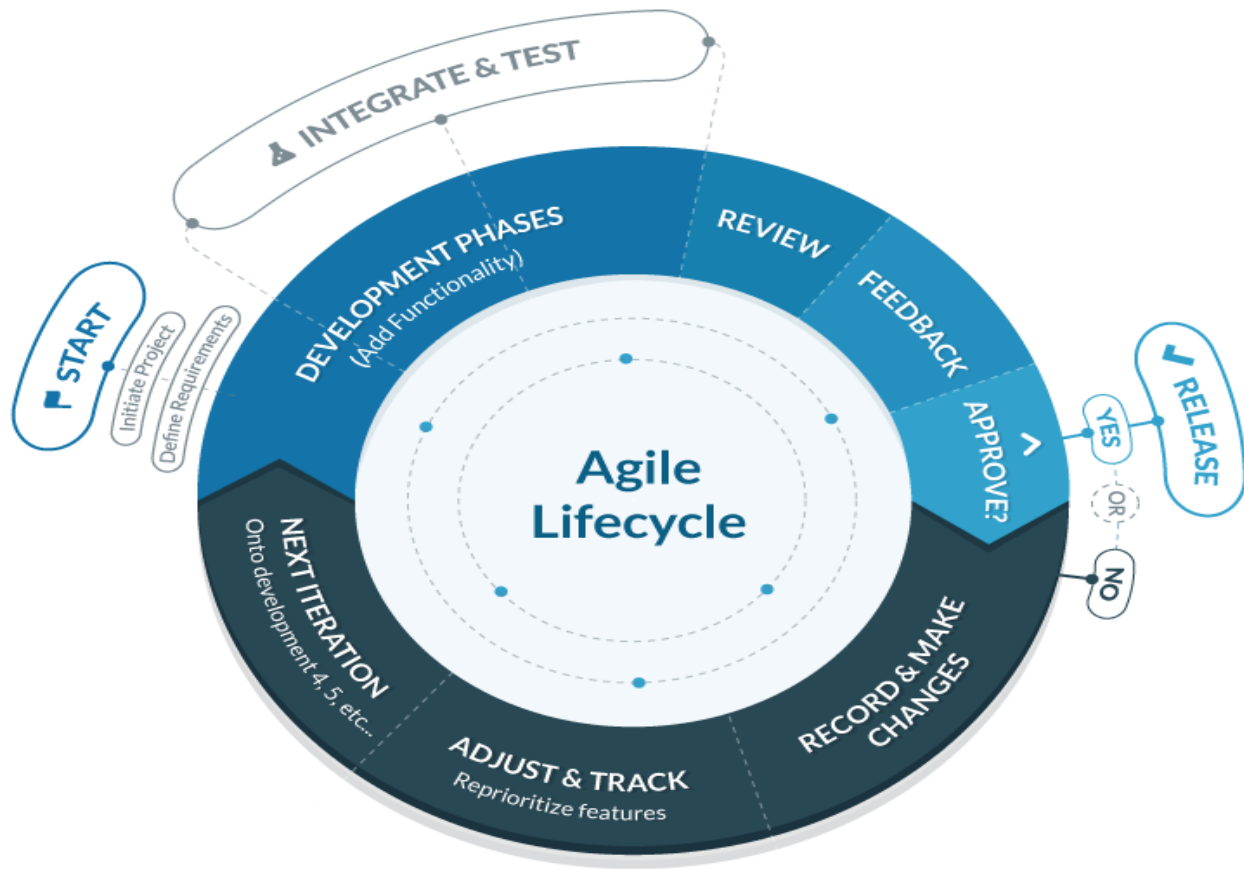 INTEGRATE & TEST
START
Initiate Project
Define Requirements
DEVELOPMENT PHASES
(Add Functionality)
REVIEW
FEEDBACK
APPROVE?
YES
OR
NO
RELEASE
RECORD & MAKE
CHANGES
ADJUST & TRACK
Reprioritize features
NEXT ITERATION
Onto development 4, 5, etc...
Agile
Lifecycle